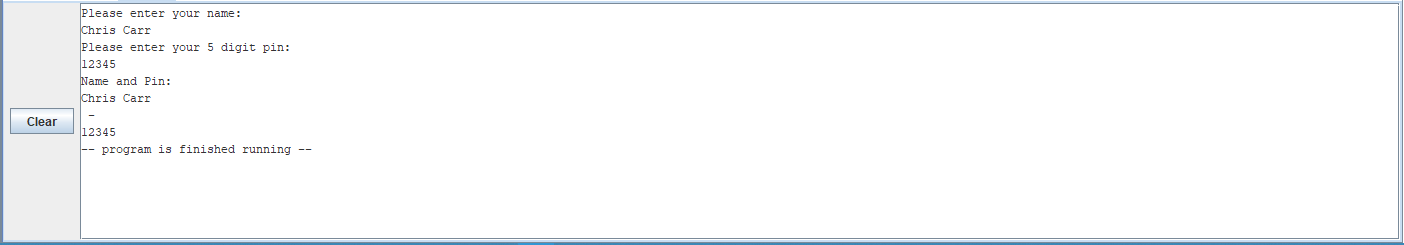 Please enter your name:
Chris Carr
Please enter your 5 digit pin:
12345
Name and Pin:
Chris Carr
 -
12345
-- program is finished running --
Clear